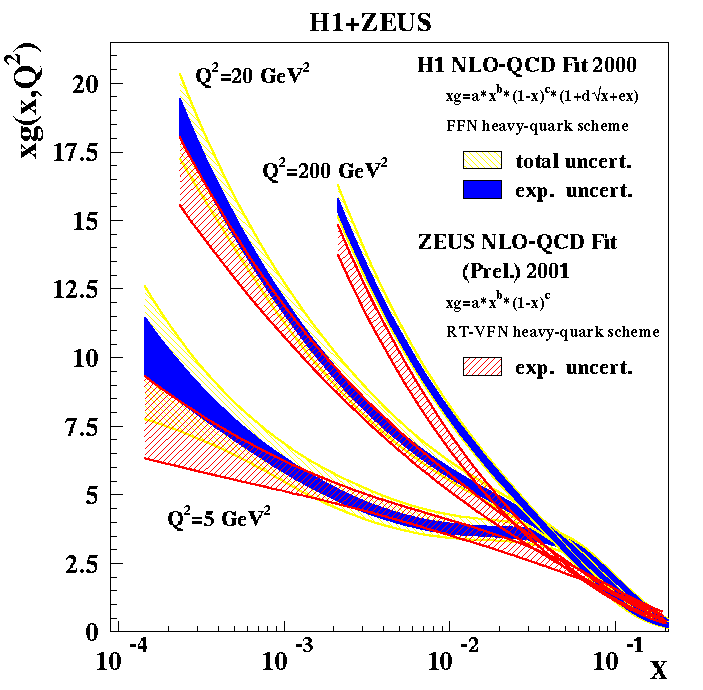 H1+ZEUS
xg(x,Q²)
Q²=20 GeV²
H1 NLO-QCD Fit 2000
xg=a*xᵇ*(1-x)ᶜ*(1+d√x+ex)
FFN heavy-quark scheme
total uncert.
exp. uncert.
Q²=200 GeV²
ZEUS NLO-QCD Fit
(Prel.) 2001
xg=a*xᵇ*(1-x)ᶜ
RT-VFN heavy-quark scheme
exp. uncert.
Q²=5 GeV²
20
17.5
15
12.5
10
7.5
5
2.5
0
10⁻⁴ 10⁻³ 10⁻² 10⁻¹
X